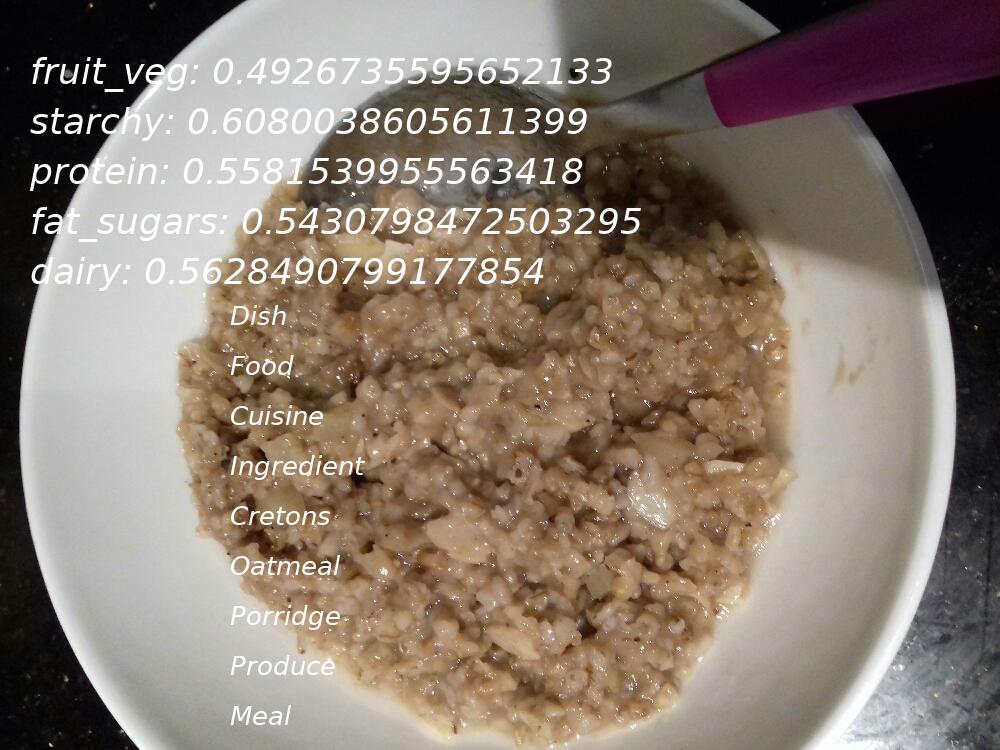 fruit_veg: 0.4926735595652133
starchy: 0.6080038605611399
protein: 0.5581539955563418
fat_sugars: 0.5430798472503295
dairy: 0.5628490799177854
Dish
Food
Cuisine
Ingredient
Cretons
Oatmeal
Porridge
Produce
Meal